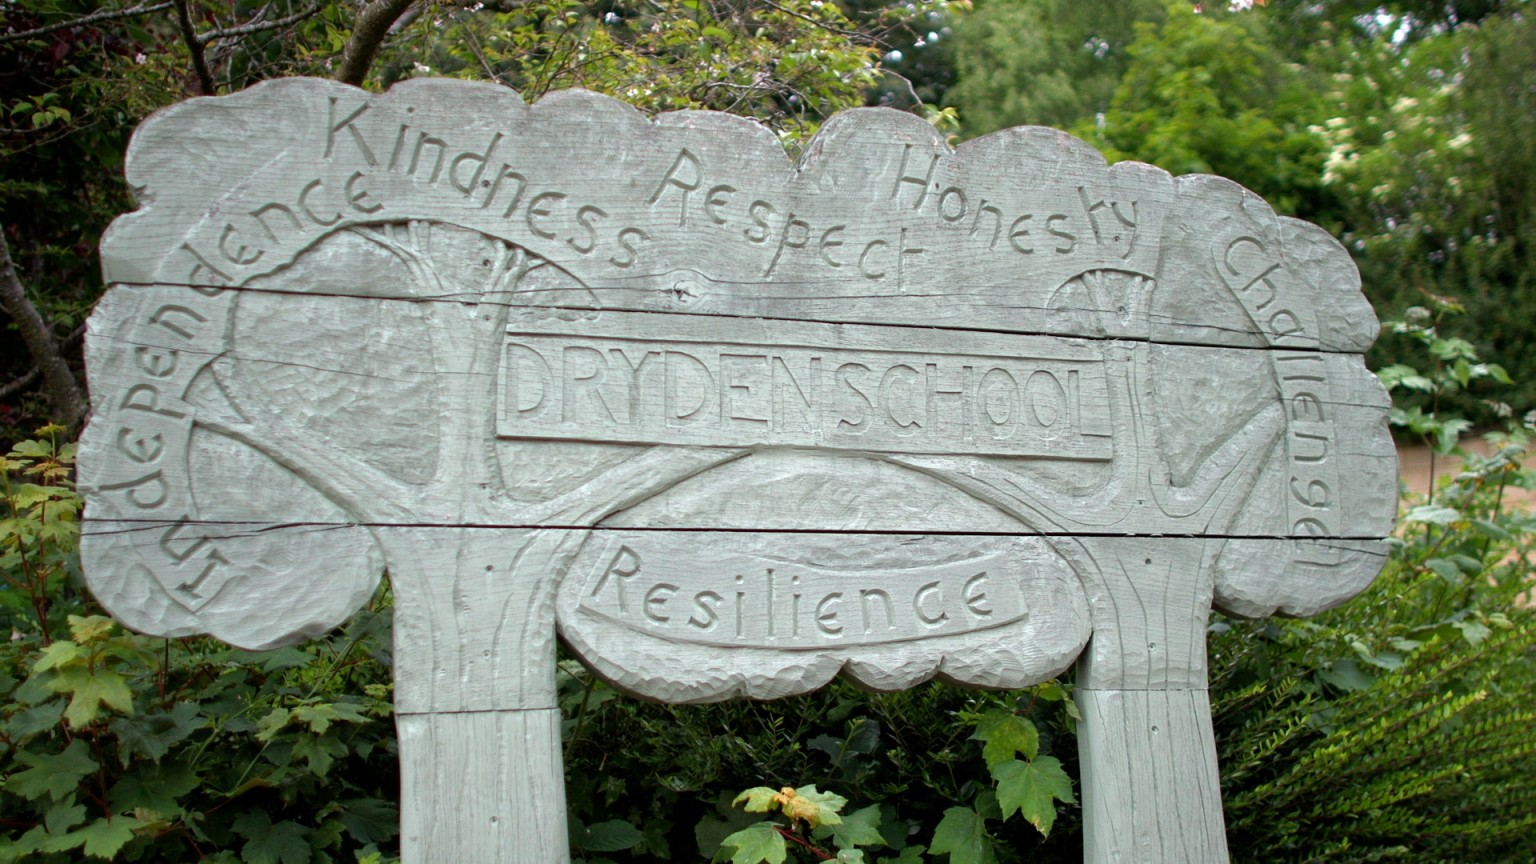 Independence
Kindness
Respect
Honesty
Challenge
DRYDEN SCHOOL
Resilience